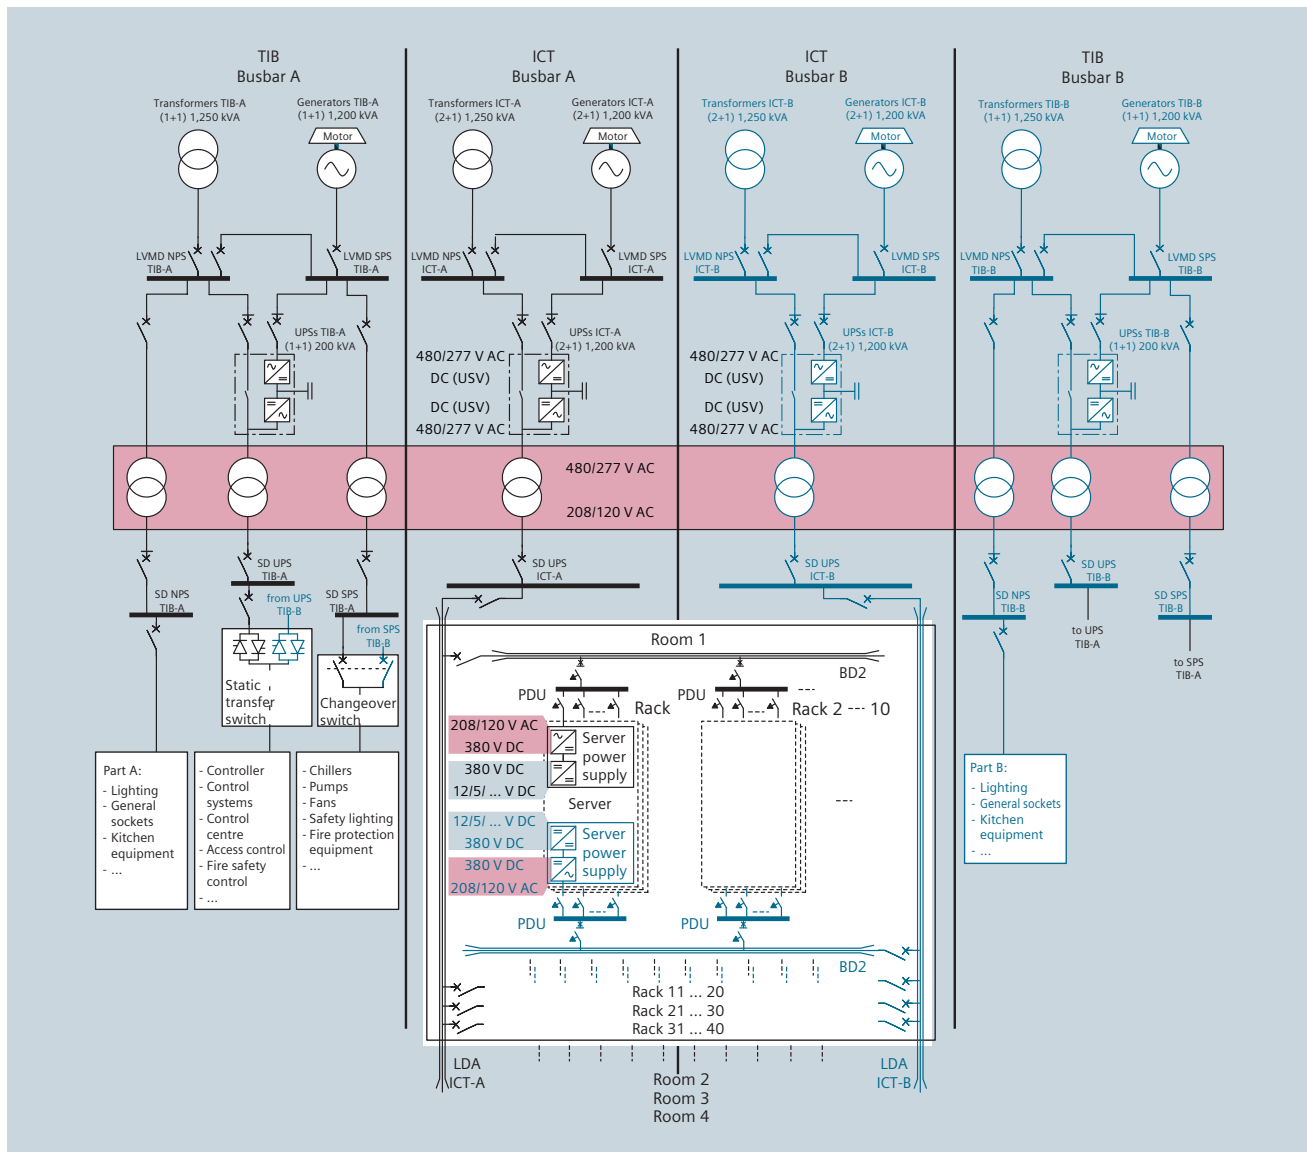 TIB
Busbar A
ICT
Busbar A
ICT
Busbar B
TIB
Busbar B
Transformers TIB-A
(1+1) 1,250 kVA
Generators TIB-A
(1+1) 1,200 kVA
Motor
Transformers ICT-A
(2+1) 1,250 kVA
Generators ICT-A
(2+1) 1,200 kVA
Motor
Transformers ICT-B
(2+1) 1,250 kVA
Generators ICT-B
(2+1) 1,200 kVA
Motor
Transformers TIB-B
(1+1) 1,250 kVA
Generators TIB-B
(1+1) 1,200 kVA
Motor
LVMD NPS
TIB-A
LVMD SPS
TIB-A
LVMD NPS
ICT-A
LVMD SPS
ICT-A
LVMD NPS
ICT-B
LVMD SPS
ICT-B
LVMD NPS
TIB-B
LVMD SPS
TIB-B
UPSs TIB-A
(1+1) 200 kVA
UPSs ICT-A
(2+1) 1,200 kVA
UPSs ICT-B
(2+1) 1,200 kVA
UPSs TIB-B
(1+1) 200 kVA
480/277 V AC
DC (USV)
DC (USV)
480/277 V AC
480/277 V AC
DC (USV)
DC (USV)
480/277 V AC
480/277 V AC
208/120 V AC
SD NPS
TIB-A
SD UPS
TIB-A
SD SPS
TIB-A
SD UPS
ICT-A
SD UPS
ICT-B
SD NPS
TIB-B
SD UPS
TIB-B
SD SPS
TIB-B
from UPS
TIB-B
from SPS
TIB-B
to UPS
TIB-A
to SPS
TIB-A
Static
transfer
switch
Changeover
switch
Part A:
- Lighting
- General
sockets
- Kitchen
equipment
- ...
- Controller
- Control
systems
- Control
centre
- Access control
- Fire safety
control
- ...
- Chillers
- Pumps
- Fans
- Safety lighting
- Fire protection
equipment
- ...
Room 1
BD2
PDU
Rack
PDU
Rack 2 --- 10
208/120 V AC
380 V DC
380 V DC
12/5/ ... V DC
Server
power
supply
Server
12/5/ ... V DC
380 V DC
380 V DC
208/120 V AC
Server
power
supply
PDU
PDU
BD2
Rack 11 ... 20
Rack 21 ... 30
Rack 31 ... 40
LDA
ICT-A
LDA
ICT-B
Room 2
Room 3
Room 4
Part B:
- Lighting
- General sockets
- Kitchen
equipment
- ...